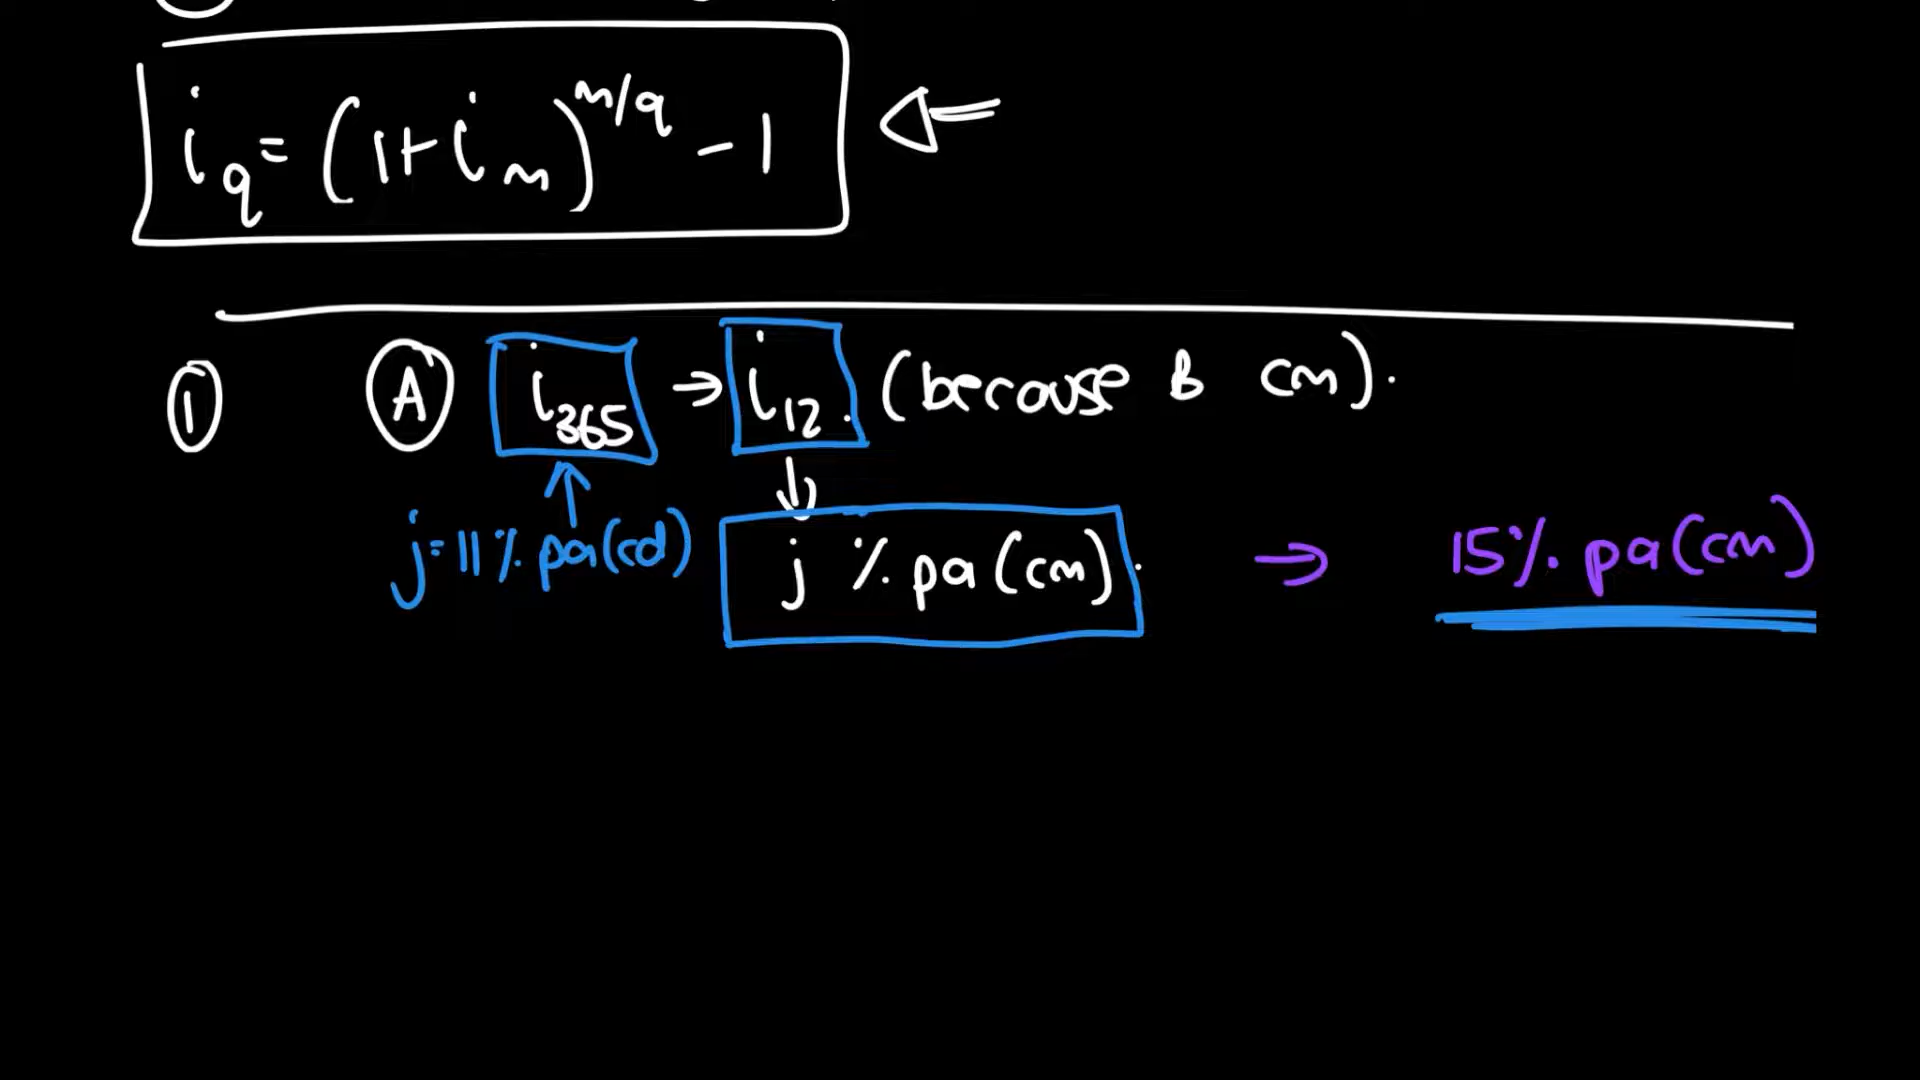 i_q = (1+i_m)^{m/q} - 1
① Ⓐ i_365 → i_12. (because B cm).
j=11% pa(cd) j % pa(cm). → 15% pa(cm)